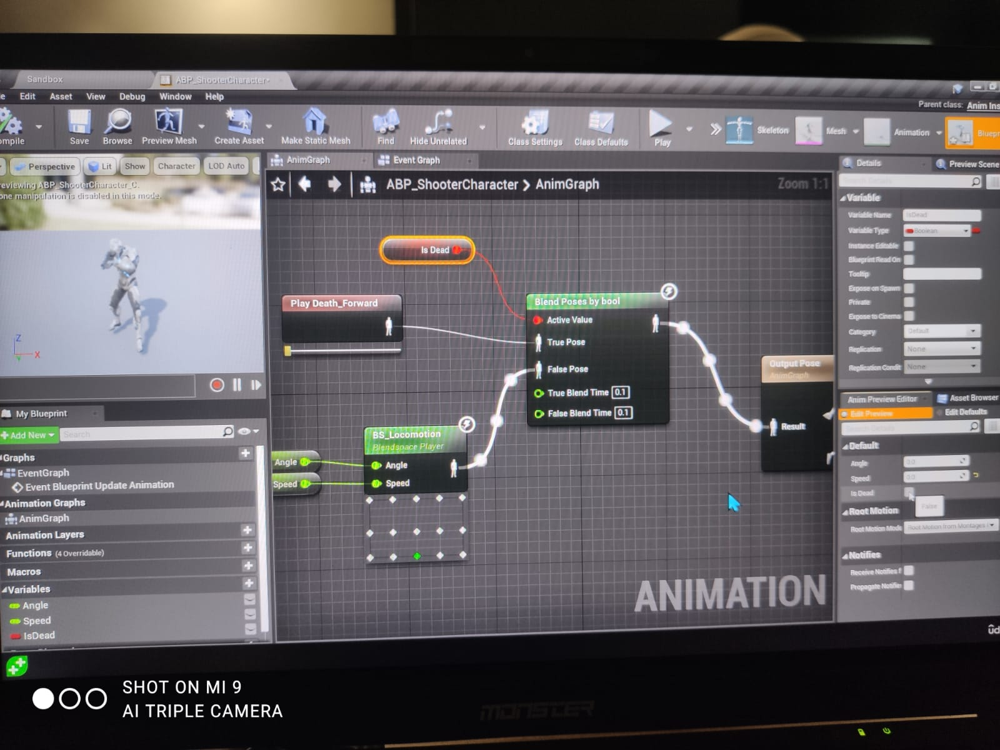 Sandbox
ABP_ShooterCharacter•
Edit
Asset
View
Debug
Window
Help
Parent class: Anim Ins
ompile
Save
Browse
Preview Mesh
Create Asset
Make Static Mesh
Find
Hide Unrelated
Class Settings
Class Defaults
Play
Skeleton
Mesh
Animation
Bluepr
Perspective
Lit
Show
Character
LOD Auto
eviewing ABP_ShooterCharacter_C.
one manipulation is disabled in this mode.
Z
X
Y
AnimGraph
Event Graph
ABP_ShooterCharacter
AnimGraph
Zoom 1:1
Is Dead
Play Death_Forward
Blend Poses by bool
Active Value
True Pose
False Pose
True Blend Time 0.1
False Blend Time 0.1
BS_Locomotion
Blendspace Player
Angle
Angle
Speed
Speed
Output Pose
AnimGraph
Result
ANIMATION
My Blueprint
+Add New
Search
Graphs
EventGraph
Event Blueprint Update Animation
Animation Graphs
AnimGraph
Animation Layers
Functions (4 Overridable)
Macros
Variables
Angle
Speed
IsDead
Details
Preview Scene
Search Details
Variable
Variable Name
IsDead
Variable Type
Boolean
Instance Editable
Blueprint Read On
Tooltip
Expose on Spawn
Private
Expose to Cinema
Category
Default
Replication
None
Replication Condit
None
Anim Preview Editor
Asset Browser
Edit Preview
Edit Defaults
Search Details
Default
Angle
0.0
Speed
0.0
Is Dead
False
Root Motion
Root Motion Mode
Root Motion from Montages
Notifies
Receive Notifies f
Propagate Notifie
ûd
SHOT ON MI 9
AI TRIPLE CAMERA
MONSTER